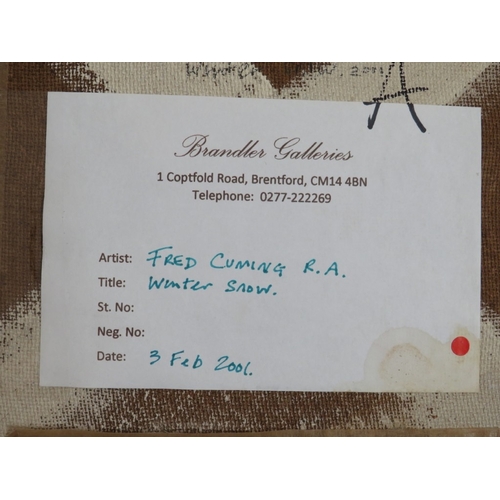 A
Brandler Galleries
1 Coptfold Road, Brentford, CM14 4BN
Telephone: 0277-222269
Artist: FRED CUMING R.A.
Title: Winter Snow.
St. No:
Neg. No:
Date: 3 Feb 2001.